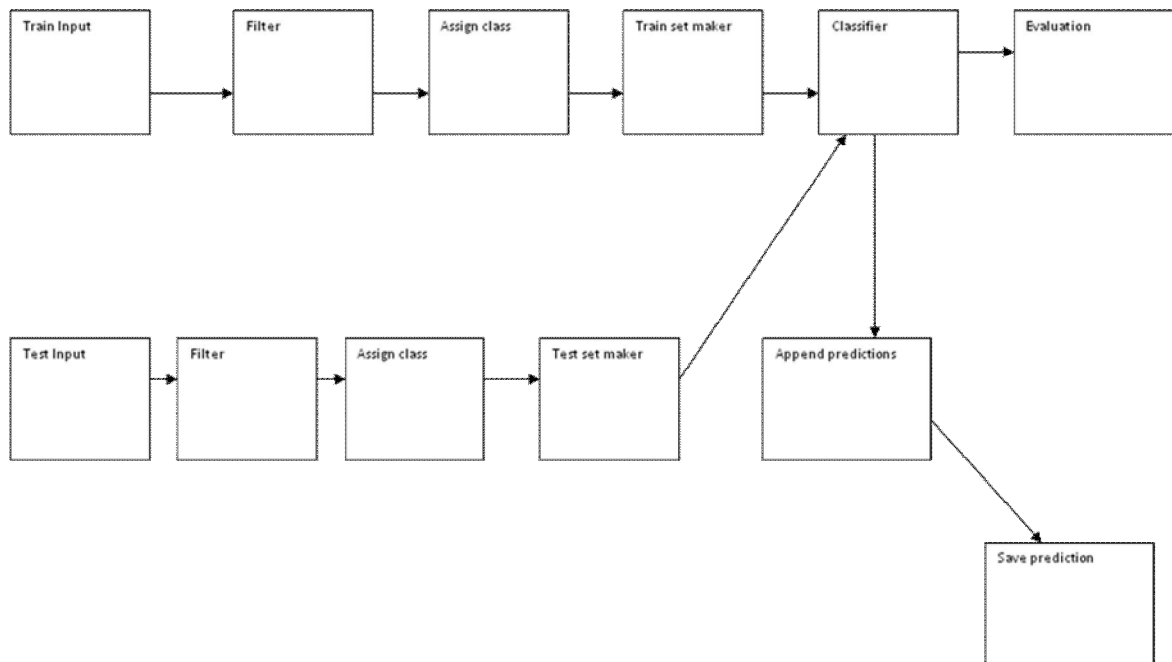 Train Input
Filter
Assign class
Train set maker
Classifier
Evaluation
Test Input
Filter
Assign class
Test set maker
Append predictions
Save prediction